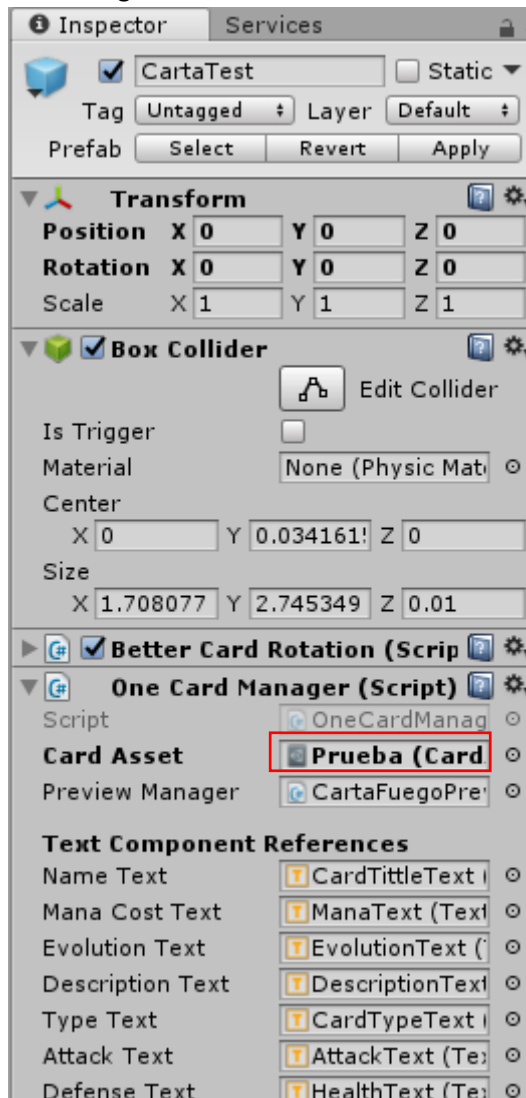 Inspector Services
CartaTest Static
Tag Untagged Layer Default
Prefab Select Revert Apply
Transform
Position X 0 Y 0 Z 0
Rotation X 0 Y 0 Z 0
Scale X 1 Y 1 Z 1
Box Collider
Edit Collider
Is Trigger
Material None (Physic Mat
Center
X 0 Y 0.034161 Z 0
Size
X 1.708077 Y 2.745349 Z 0.01
Better Card Rotation (Scrip
One Card Manager (Script)
Script OneCardManag
Card Asset Prueba (Card
Preview Manager CartaFuegoPre
Text Component References
Name Text CardTittleText (
Mana Cost Text ManaText (Text
Evolution Text EvolutionText (
Description Text DescriptionText
Type Text CardTypeText (
Attack Text AttackText (Te
Defense Text HealthText (Te